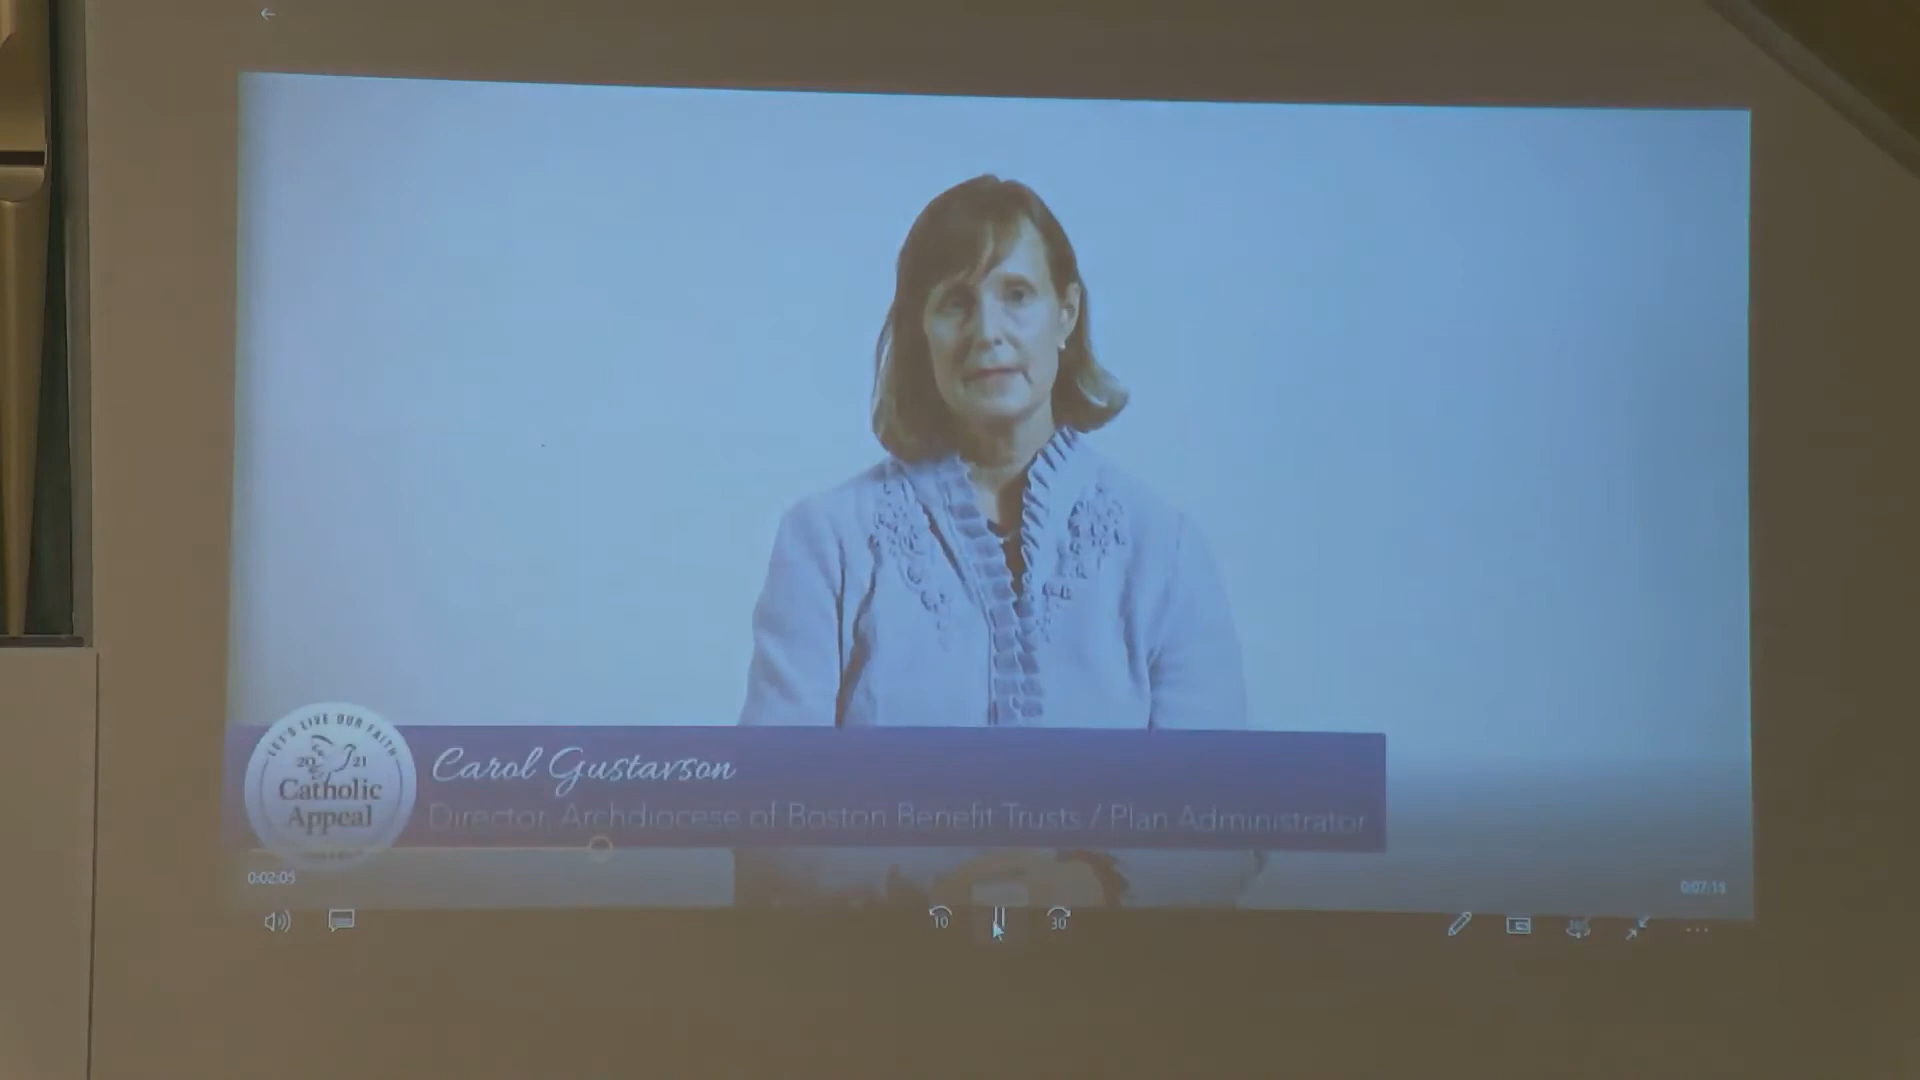 LET'S LIVE OUR FAITH
20 21
Catholic
Appeal
Carol Gustavson
Director, Archdiocese of Boston Benefit Trusts / Plan Administrator
0:02:05
10
30